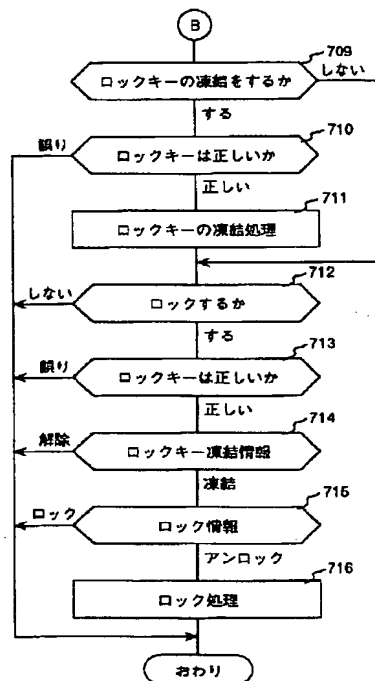 B
709
ロックキーの凍結をするか
しない
する
710
誤り
ロックキーは正しいか
正しい
711
ロックキーの凍結処理
712
しない
ロックするか
する
713
誤り
ロックキーは正しいか
正しい
714
解除
ロックキー凍結情報
凍結
715
ロック
ロック情報
アンロック
716
ロック処理
おわり